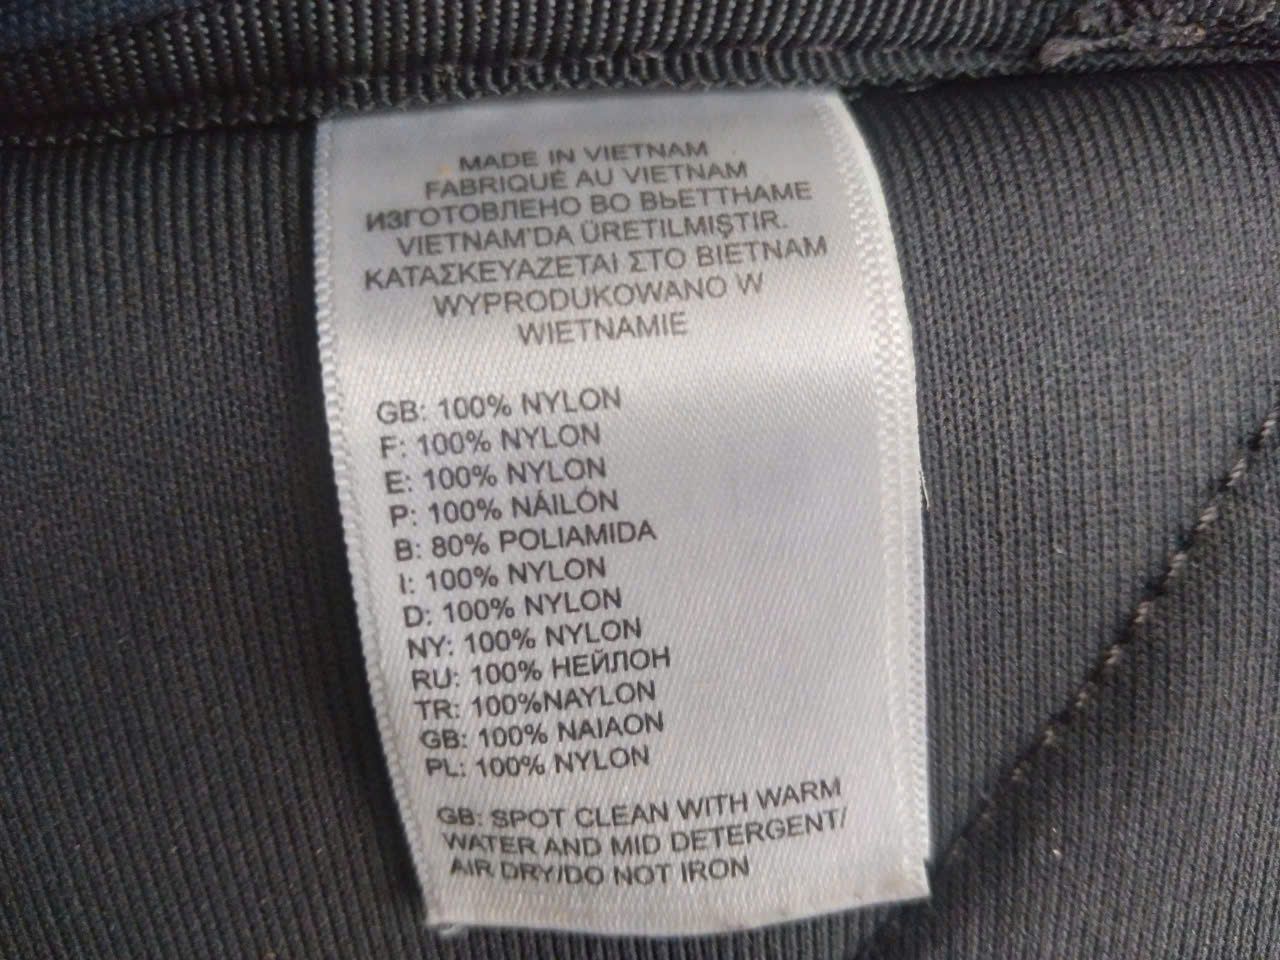 MADE IN VIETNAM
FABRIQUÉ AU VIETNAM
ИЗГОТОВЛЕНО ВО ВЬЕТТНАМЕ
VIETNAM'DA ÜRETILMIŞTIR.
ΚΑΤΑΣΚΕΥΑΖΕΤΑΙ ΣΤΟ ΒΙΕΤΝΑΜ
WYPRODUKOWANO W
WIETNAMIE
GB: 100% NYLON
F: 100% NYLON
E: 100% NYLON
P: 100% NÁILÓN
B: 80% POLIAMIDA
I: 100% NYLON
D: 100% NYLON
NY: 100% NYLON
RU: 100% НЕЙЛОН
TR: 100%NAYLON
GB: 100% NAIAON
PL: 100% NYLON
GB: SPOT CLEAN WITH WARM
WATER AND MID DETERGENT/
AIR DRY/DO NOT IRON